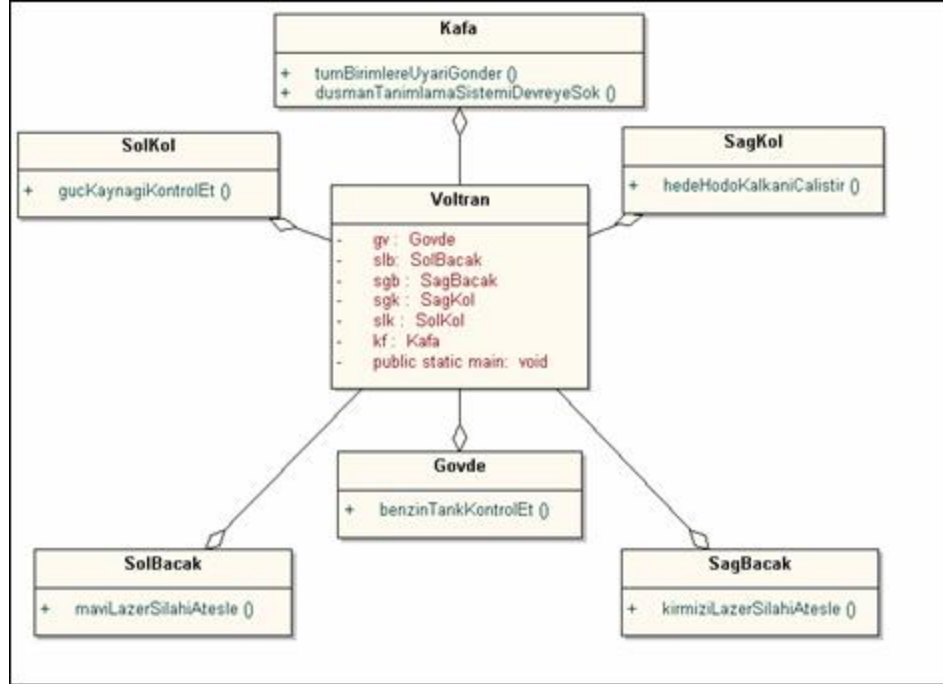 Kafa
+ tumBirimlereUyariGonder ()
+ dusmanTanimlamaSistemiDevreyeSok ()
SolKol
+ gucKaynagiKontrolEt ()
SagKol
+ hedeHodoKalkaniCalistir ()
Voltran
- gv : Govde
- slb: SolBacak
- sgb : SagBacak
- sgk : SagKol
- slk : SolKol
- kf : Kafa
- public static main: void
Govde
+ benzinTankKontrolEt ()
SolBacak
+ maviLazerSilahiAtesle ()
SagBacak
+ kirmiziLazerSilahiAtesle ()